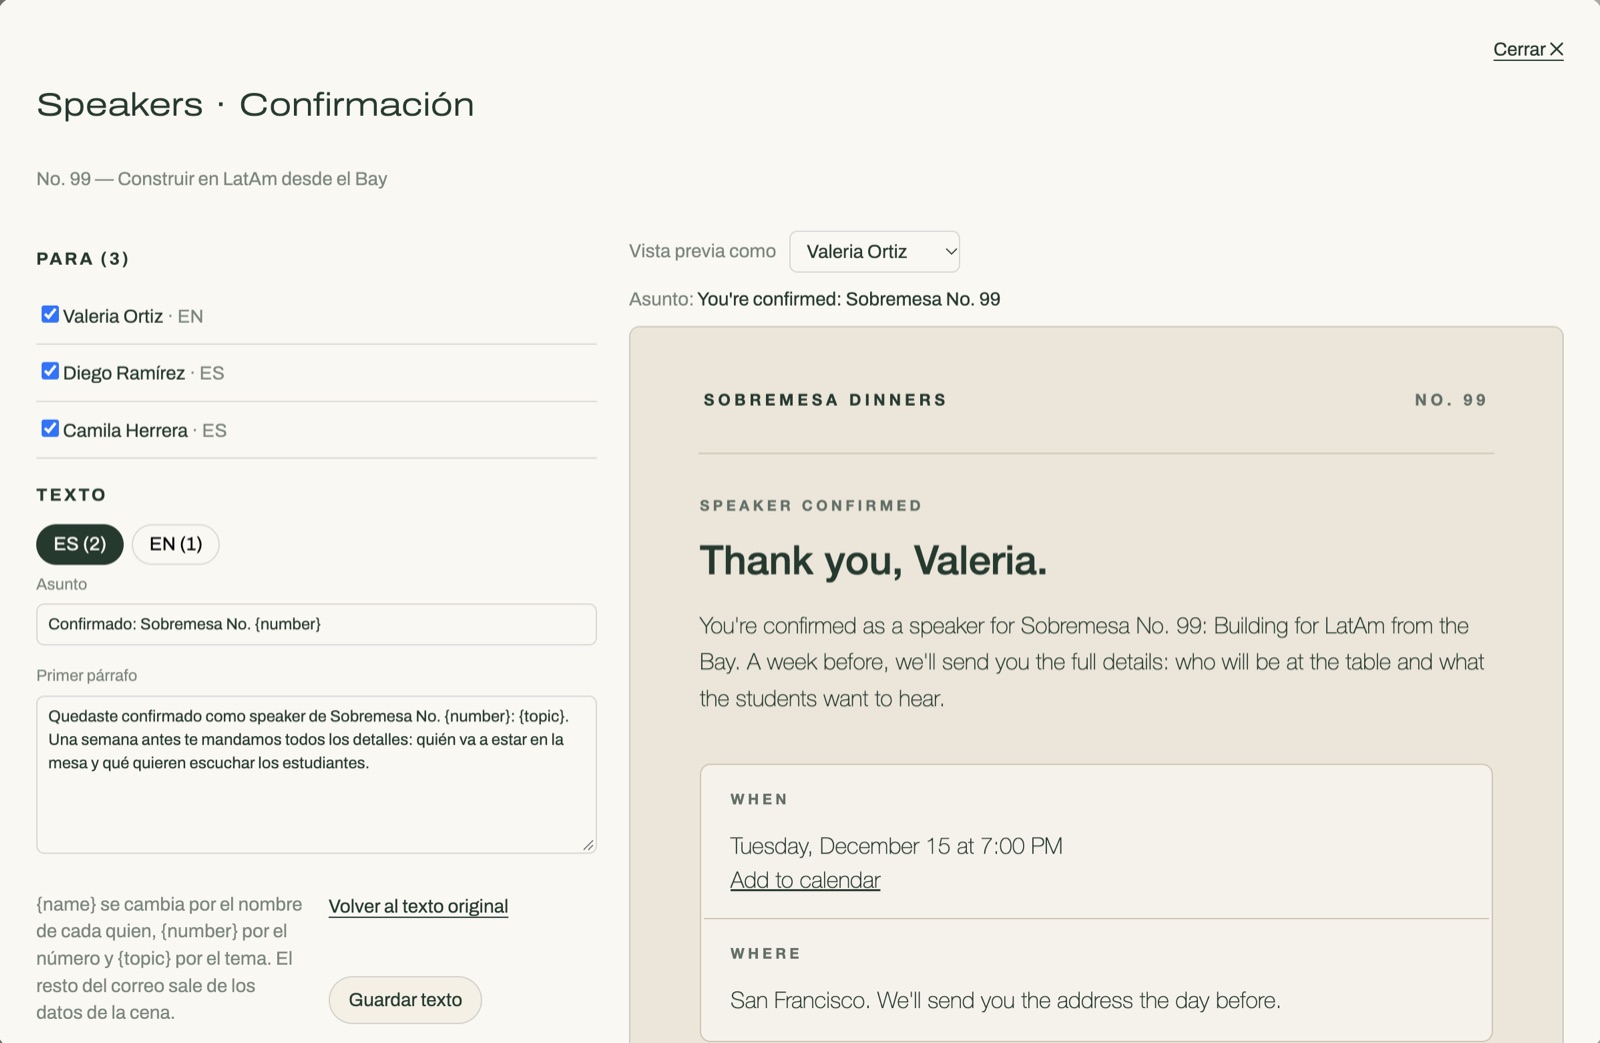 Cerrar
Speakers · Confirmación
No. 99 — Construir en LatAm desde el Bay
PARA (3)
Valeria Ortiz · EN
Diego Ramírez · ES
Camila Herrera · ES
TEXTO
ES (2)
EN (1)
Asunto
Confirmado: Sobremesa No. {number}
Primer párrafo
Quedaste confirmado como speaker de Sobremesa No. {number}: {topic}.
Una semana antes te mandamos todos los detalles: quién va a estar en la
mesa y qué quieren escuchar los estudiantes.
{name} se cambia por el nombre
de cada quien, {number} por el
número y {topic} por el tema. El
resto del correo sale de los
datos de la cena.
Volver al texto original
Guardar texto
Vista previa como
Valeria Ortiz
Asunto: You're confirmed: Sobremesa No. 99
SOBREMESA DINNERS
NO. 99
SPEAKER CONFIRMED
Thank you, Valeria.
You're confirmed as a speaker for Sobremesa No. 99: Building for LatAm from the
Bay. A week before, we'll send you the full details: who will be at the table and what
the students want to hear.
WHEN
Tuesday, December 15 at 7:00 PM
Add to calendar
WHERE
San Francisco. We'll send you the address the day before.